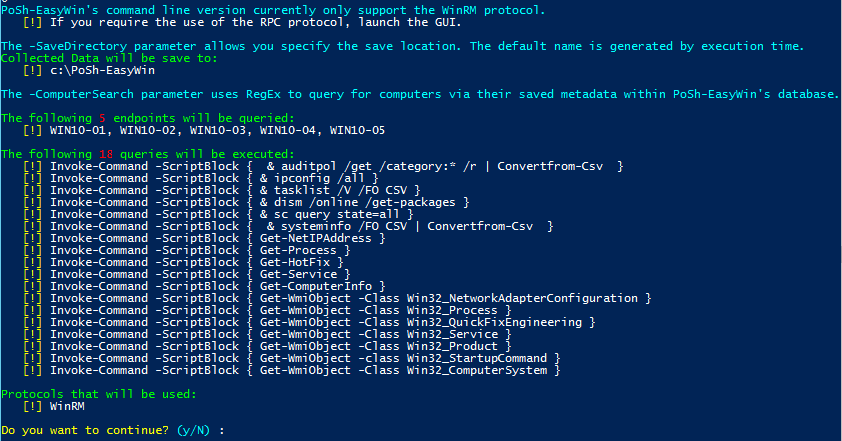 PoSh-EasyWin's command line version currently only support the WinRM protocol.
[!] If you require the use of the RPC protocol, launch the GUI.
The -SaveDirectory parameter allows you specify the save location. The default name is generated by execution time.
Collected Data will be save to:
[!] c:\PoSh-EasyWin
The -ComputerSearch parameter uses RegEx to query for computers via their saved metadata within PoSh-EasyWin's database.
The following 5 endpoints will be queried:
[!] WIN10-01, WIN10-02, WIN10-03, WIN10-04, WIN10-05
The following 18 queries will be executed:
[!] Invoke-Command -ScriptBlock {  & auditpol /get /category:* /r | Convertfrom-Csv  }
[!] Invoke-Command -ScriptBlock { & ipconfig /all }
[!] Invoke-Command -ScriptBlock { & tasklist /V /FO CSV }
[!] Invoke-Command -ScriptBlock { & dism /online /get-packages }
[!] Invoke-Command -ScriptBlock { & sc query state=all }
[!] Invoke-Command -ScriptBlock {  & systeminfo /FO CSV | Convertfrom-Csv  }
[!] Invoke-Command -ScriptBlock { Get-NetIPAddress }
[!] Invoke-Command -ScriptBlock { Get-Process }
[!] Invoke-Command -ScriptBlock { Get-HotFix }
[!] Invoke-Command -ScriptBlock { Get-Service }
[!] Invoke-Command -ScriptBlock { Get-ComputerInfo }
[!] Invoke-Command -ScriptBlock { Get-WmiObject -Class Win32_NetworkAdapterConfiguration }
[!] Invoke-Command -ScriptBlock { Get-WmiObject -Class Win32_Process }
[!] Invoke-Command -ScriptBlock { Get-WmiObject -Class Win32_QuickFixEngineering }
[!] Invoke-Command -ScriptBlock { Get-WmiObject -Class Win32_Service }
[!] Invoke-Command -ScriptBlock { Get-WmiObject -Class Win32_Product }
[!] Invoke-Command -ScriptBlock { Get-WmiObject -Class Win32_StartupCommand }
[!] Invoke-Command -ScriptBlock { Get-WmiObject -Class Win32_ComputerSystem }
Protocols that will be used:
[!] WinRM
Do you want to continue? (y/N) :